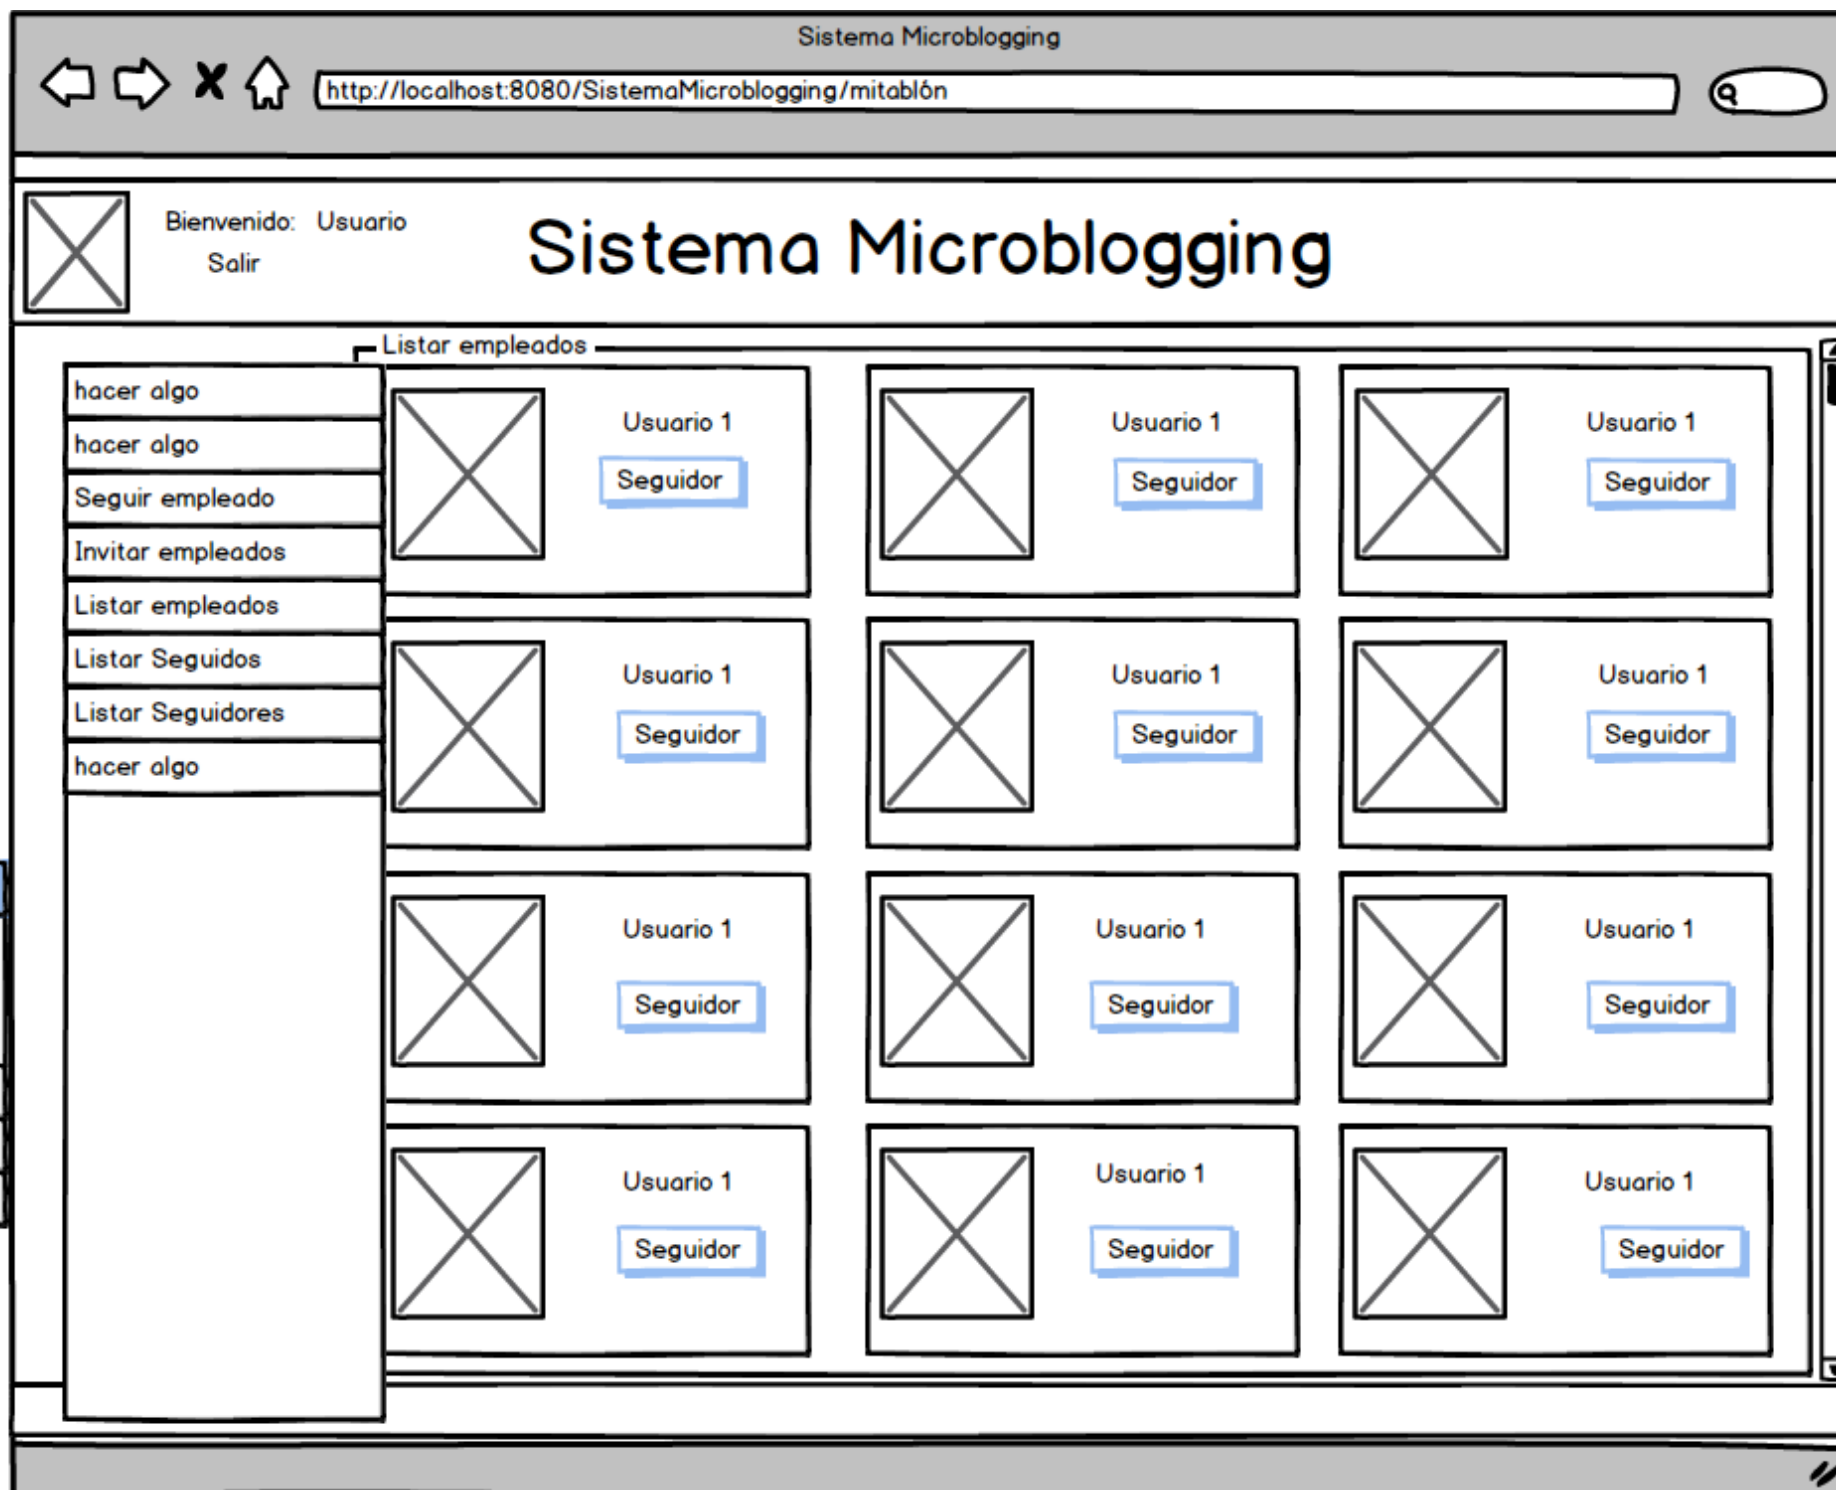 Sistema Microblogging
http://localhost:8080/SistemaMicroblogging/mitablón
Bienvenido: Usuario
Salir
Sistema Microblogging
hacer algo
hacer algo
Seguir empleado
Invitar empleados
Listar empleados
Listar Seguidos
Listar Seguidores
hacer algo
Listar empleados
Usuario 1
Seguidor
Usuario 1
Seguidor
Usuario 1
Seguidor
Usuario 1
Seguidor
Usuario 1
Seguidor
Usuario 1
Seguidor
Usuario 1
Seguidor
Usuario 1
Seguidor
Usuario 1
Seguidor
Usuario 1
Seguidor
Usuario 1
Seguidor
Usuario 1
Seguidor